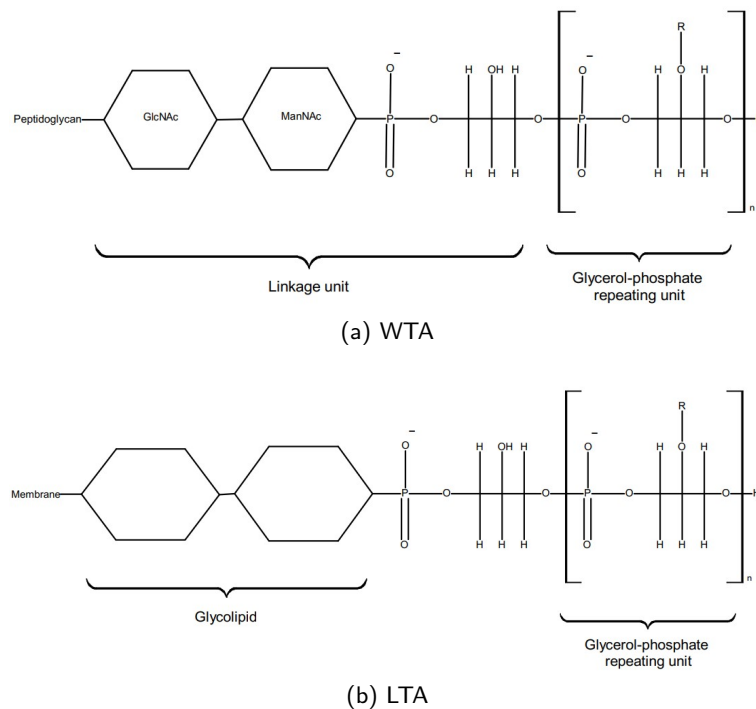 R
−
−
O H OH H O H O H
Peptidoglycan GlcNAc ManNAc P O O P O O
O H H H O H H H
n
Linkage unit
Glycerol-phosphate
repeating unit
(a) WTA
R
−
−
O H OH H O H O H
Membrane P O O P O O H
O H H H O H H H
n
Glycolipid
Glycerol-phosphate
repeating unit
(b) LTA